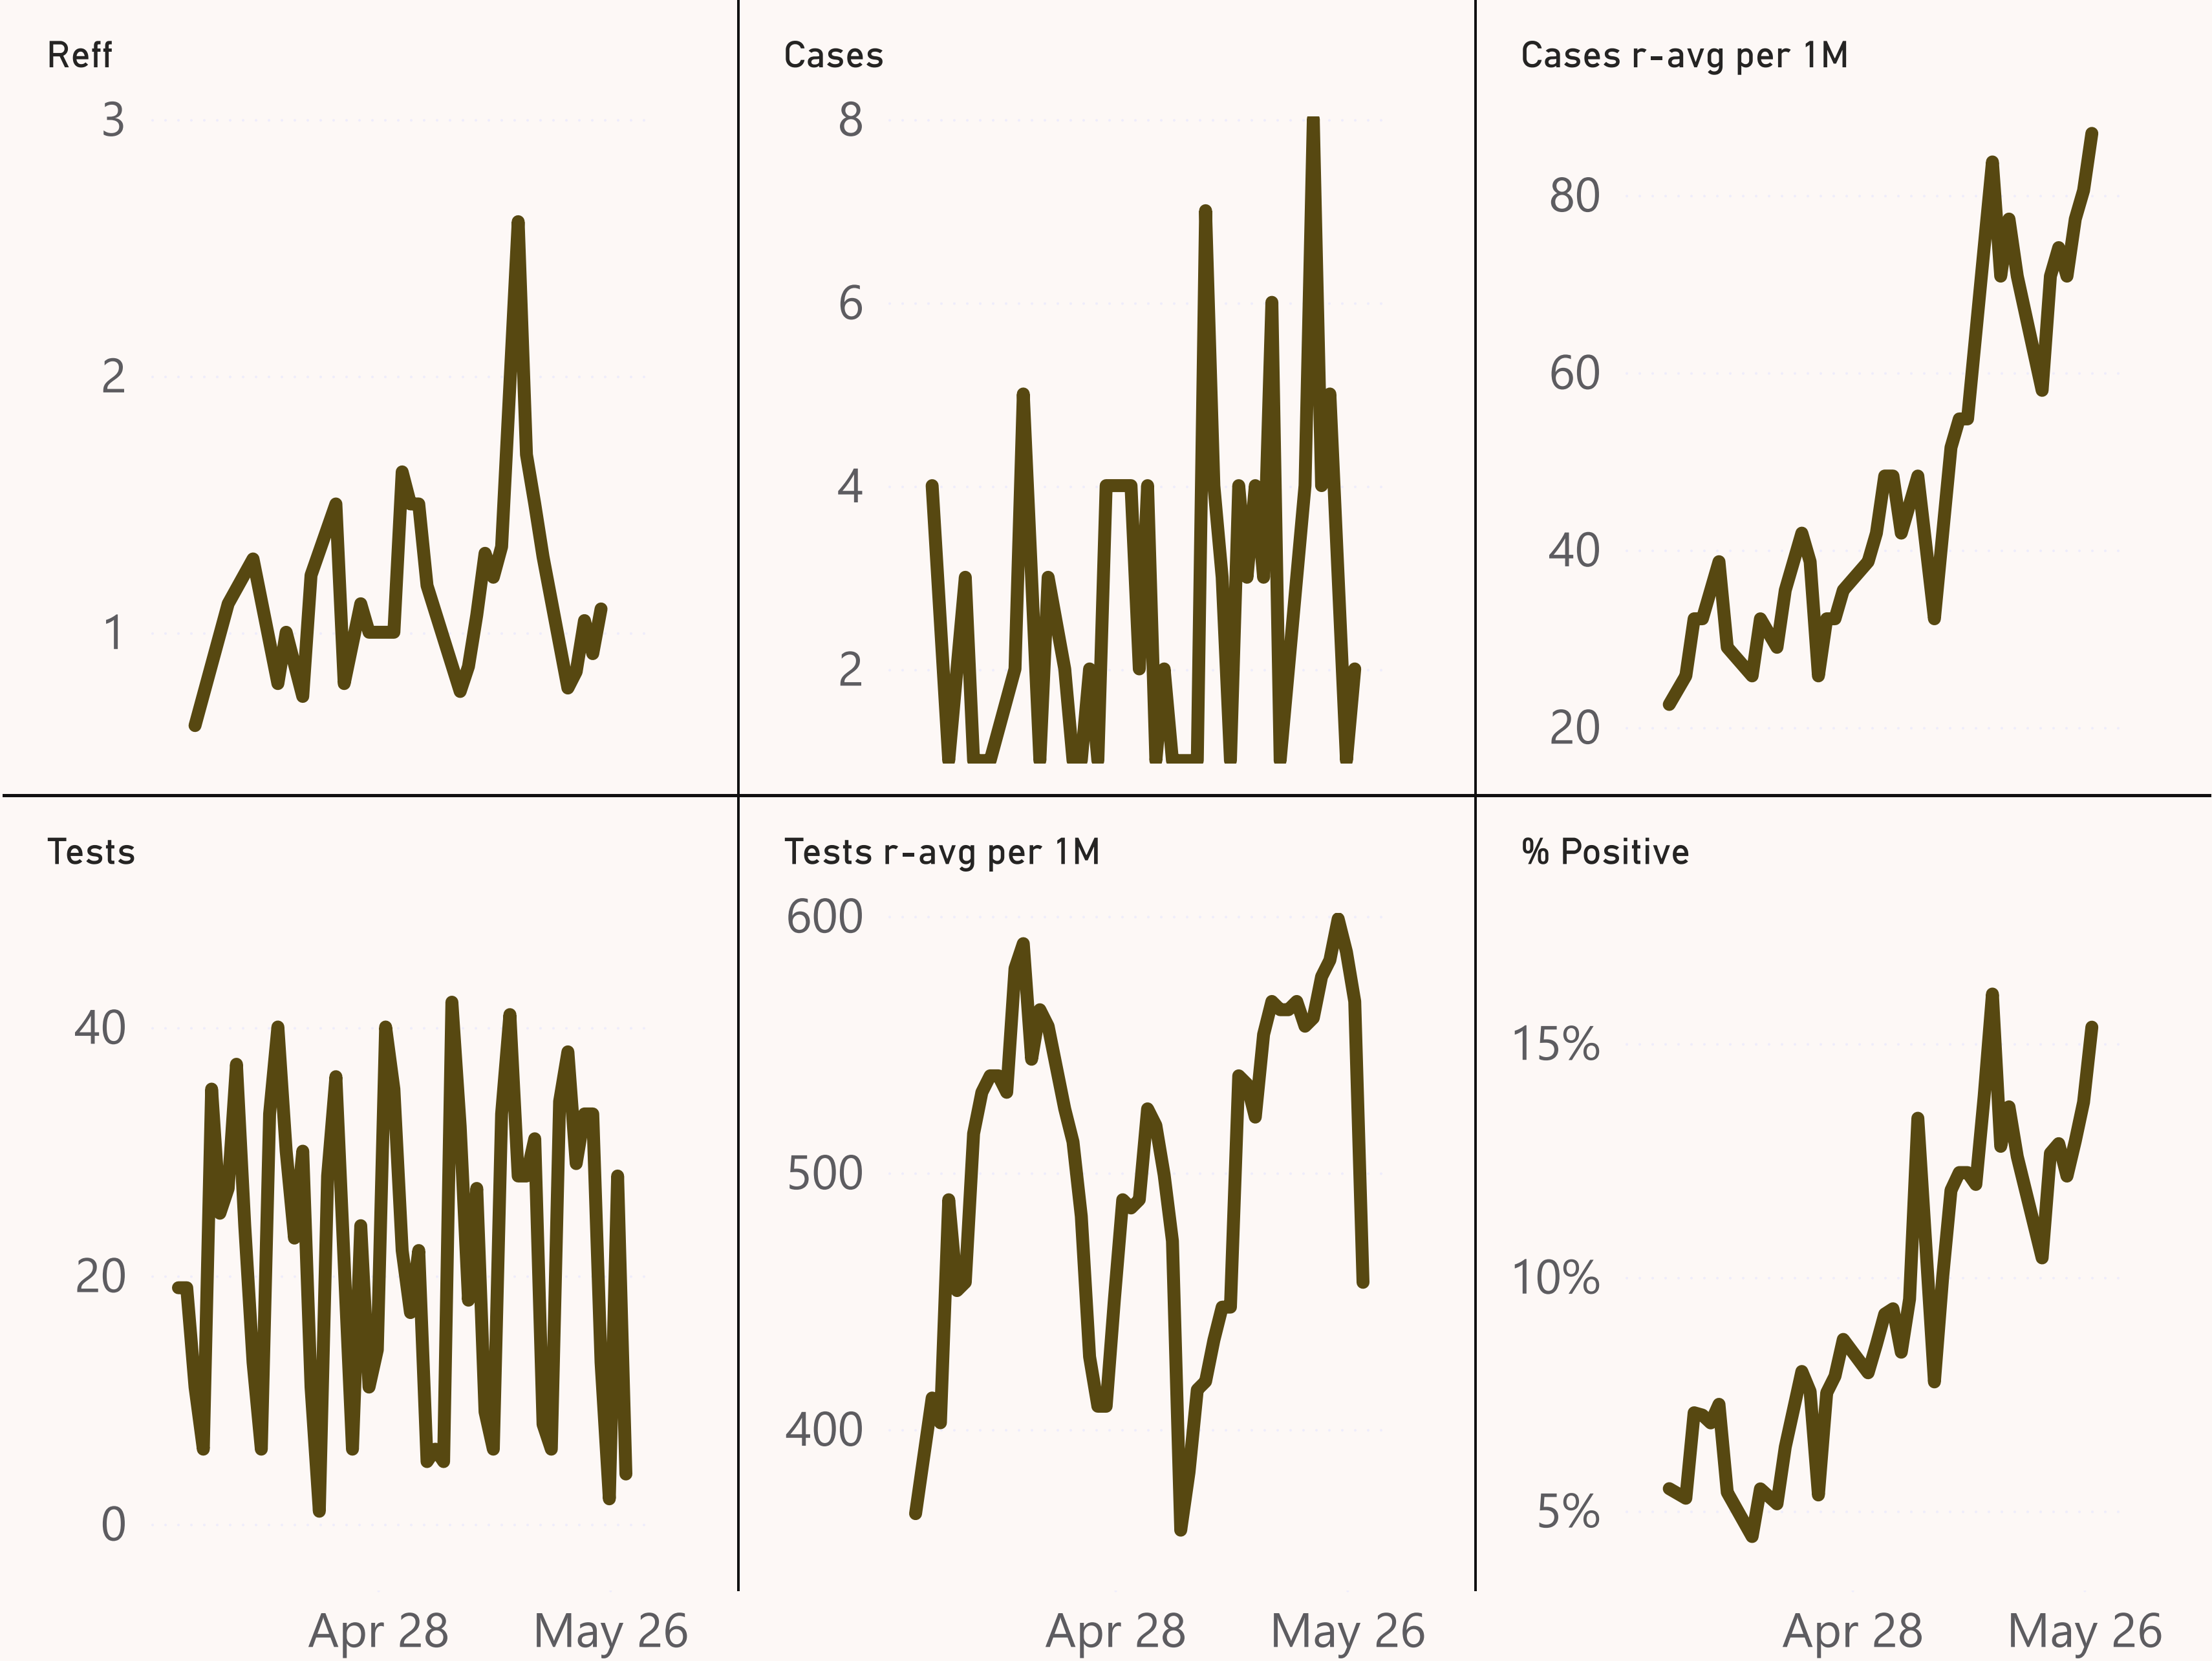 Reff
3
2
1
Cases
8
6
4
2
Cases r-avg per 1M
80
60
40
20
Tests
40
20
0
Apr 28 May 26
Tests r-avg per 1M
600
500
400
Apr 28 May 26
% Positive
15%
10%
5%
Apr 28 May 26